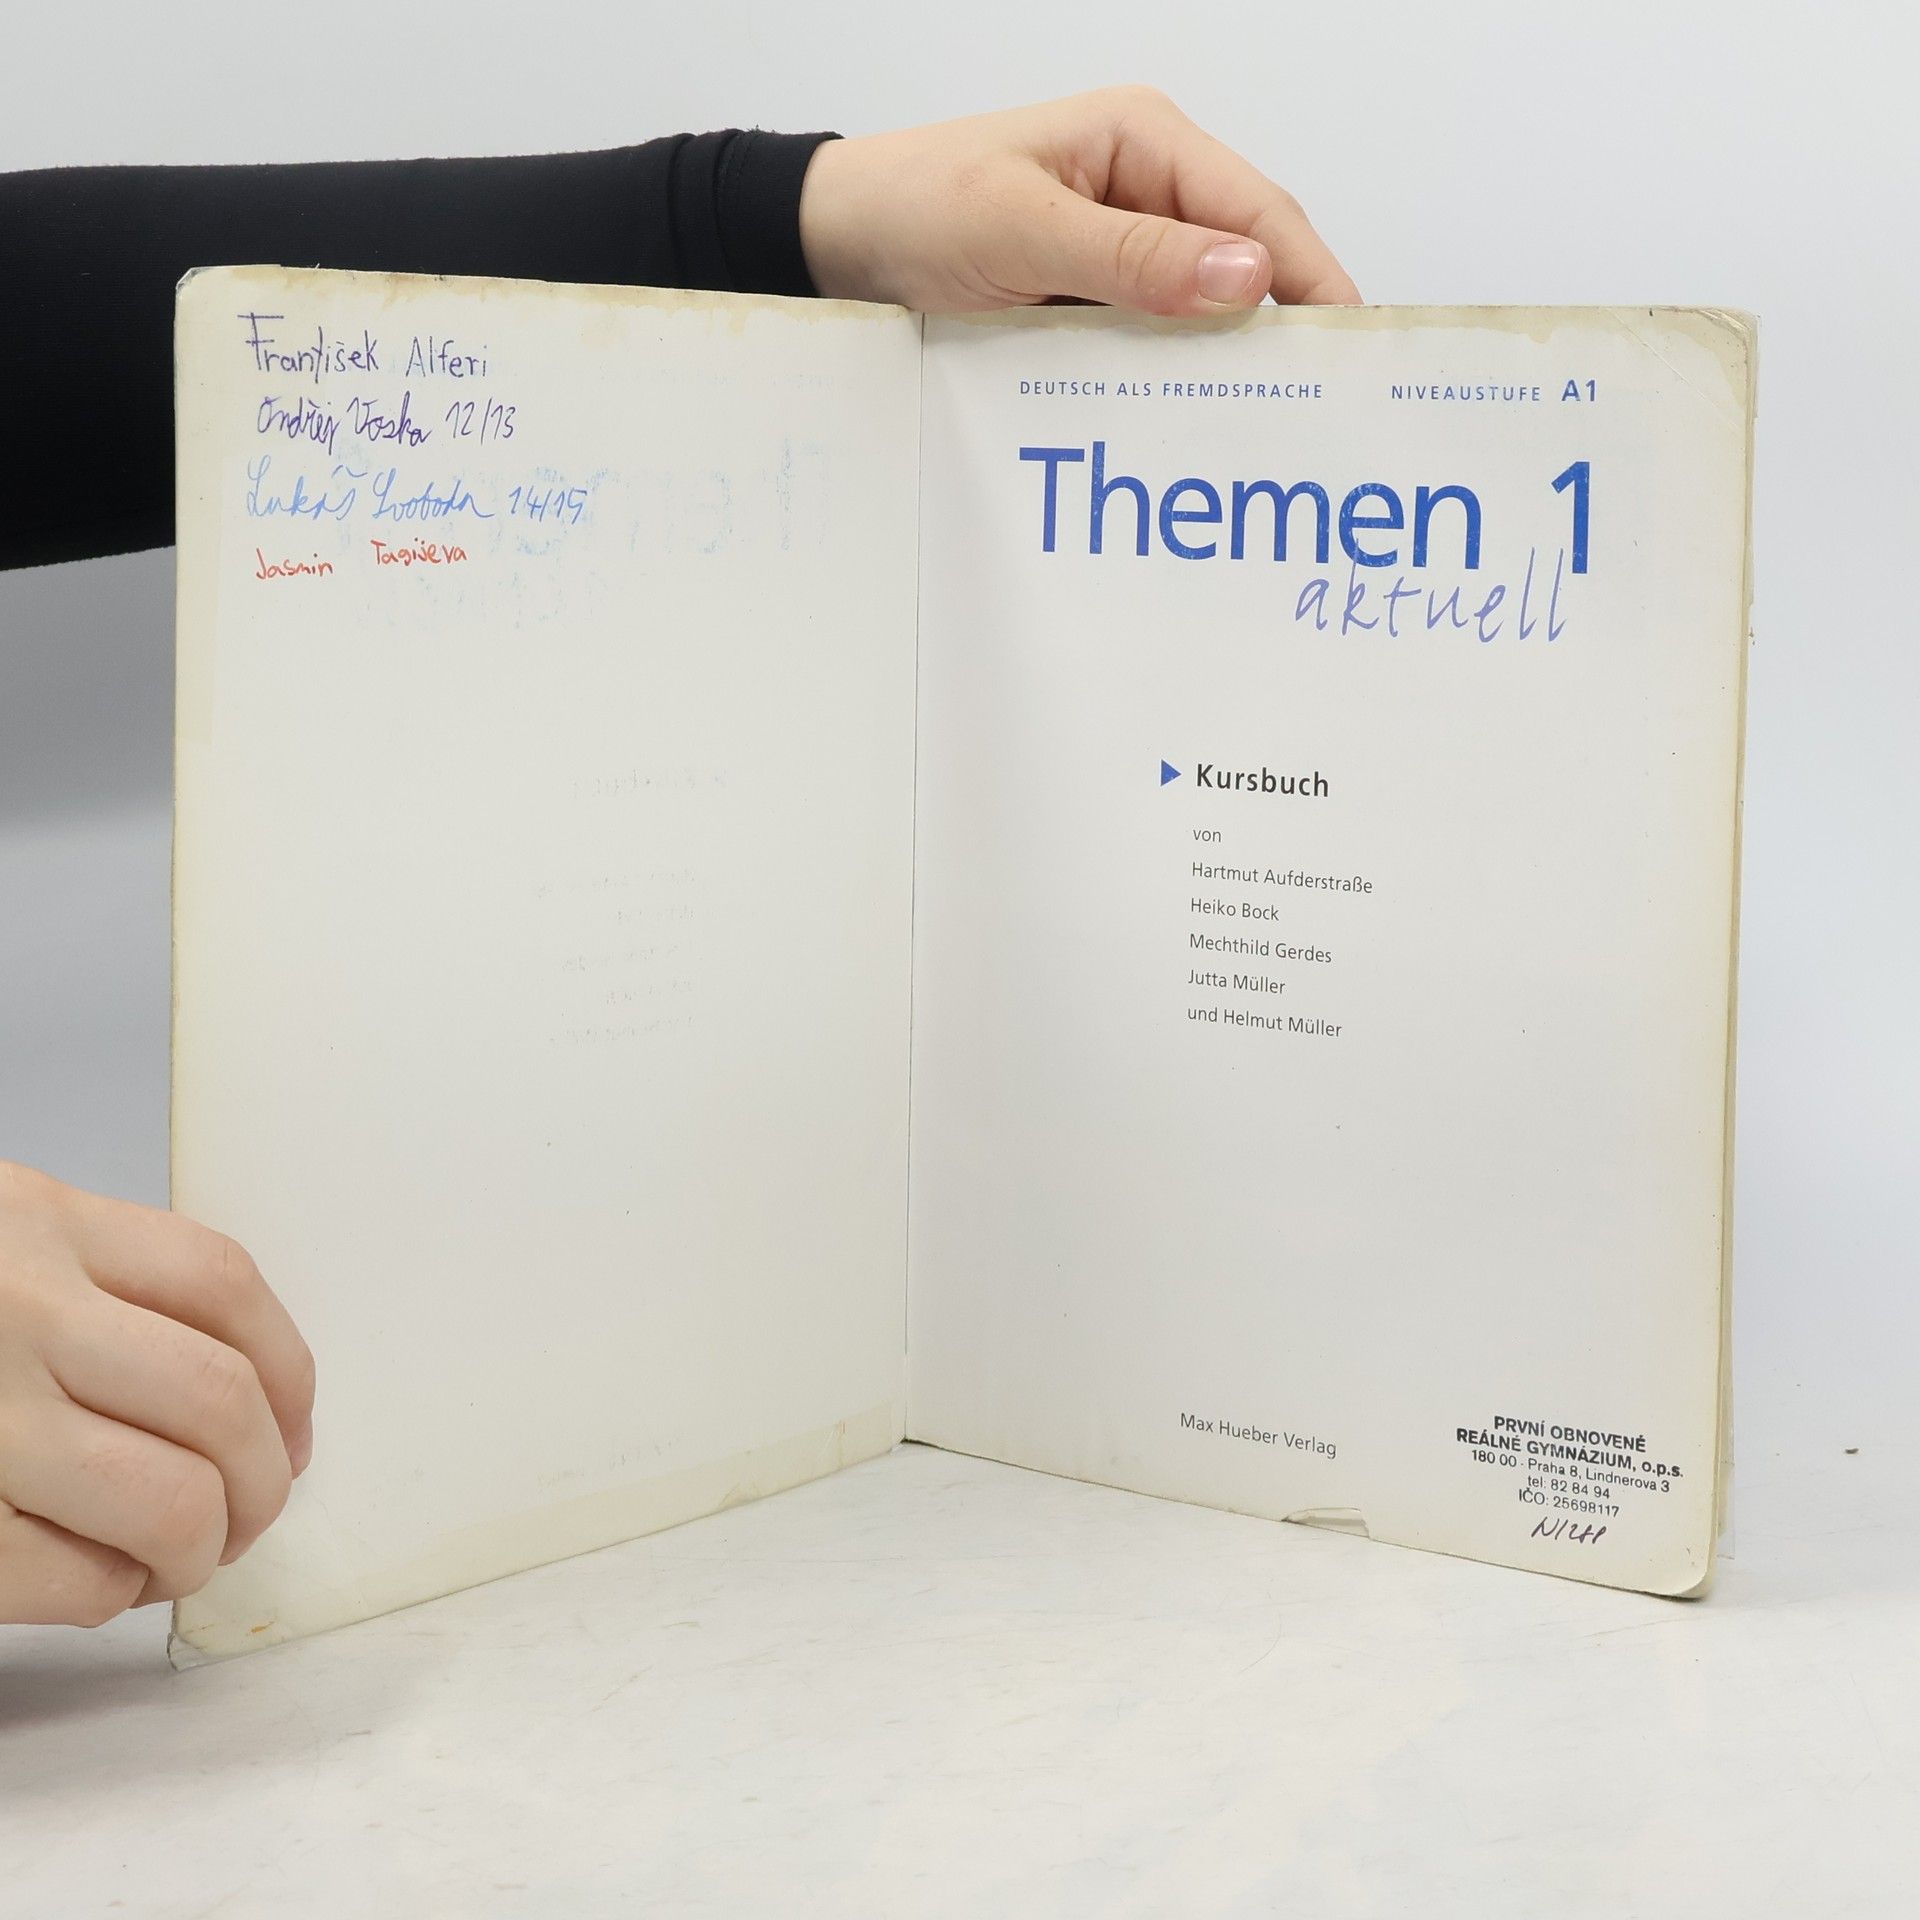 František Alferi
Ondřej Voska 12/13
Lukáš Svoboda 14/15
Jasmin Tagijeva
DEUTSCH ALS FREMDSPRACHE NIVEAUSTUFE A1
Themen 1
aktuell
Kursbuch
von
Hartmut Aufderstraße
Heiko Bock
Mechthild Gerdes
Jutta Müller
und Helmut Müller
Max Hueber Verlag
PRVNÍ OBNOVENÉ
REÁLNÉ GYMNÁZIUM, o.p.s.
180 00 - Praha 8, Lindnerova 3
tel: 82 84 94
IČO: 25698117